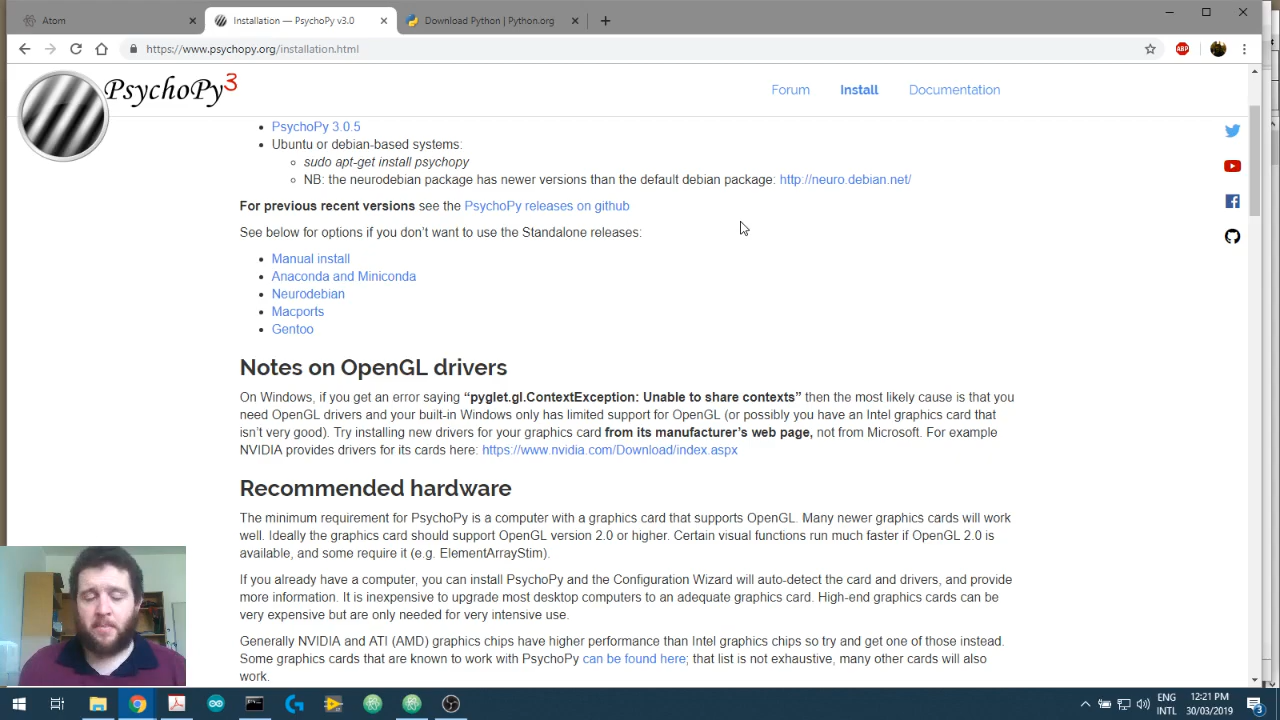 Atom
Installation — PsychoPy v3.0
Download Python | Python.org
https://www.psychopy.org/installation.html
ABP
PsychoPy3
Forum
Install
Documentation
PsychoPy 3.0.5
Ubuntu or debian-based systems:
sudo apt-get install psychopy
NB: the neurodebian package has newer versions than the default debian package: http://neuro.debian.net/
For previous recent versions see the PsychoPy releases on github
See below for options if you don’t want to use the Standalone releases:
Manual install
Anaconda and Miniconda
Neurodebian
Macports
Gentoo
Notes on OpenGL drivers
On Windows, if you get an error saying “pyglet.gl.ContextException: Unable to share contexts” then the most likely cause is that you
need OpenGL drivers and your built-in Windows only has limited support for OpenGL (or possibly you have an Intel graphics card that
isn’t very good). Try installing new drivers for your graphics card from its manufacturer’s web page, not from Microsoft. For example
NVIDIA provides drivers for its cards here: https://www.nvidia.com/Download/index.aspx
Recommended hardware
The minimum requirement for PsychoPy is a computer with a graphics card that supports OpenGL. Many newer graphics cards will work
well. Ideally the graphics card should support OpenGL version 2.0 or higher. Certain visual functions run much faster if OpenGL 2.0 is
available, and some require it (e.g. ElementArrayStim).
If you already have a computer, you can install PsychoPy and the Configuration Wizard will auto-detect the card and drivers, and provide
more information. It is inexpensive to upgrade most desktop computers to an adequate graphics card. High-end graphics cards can be
very expensive but are only needed for very intensive use.
Generally NVIDIA and ATI (AMD) graphics chips have higher performance than Intel graphics chips so try and get one of those instead.
Some graphics cards that are known to work with PsychoPy can be found here; that list is not exhaustive, many other cards will also
work.
ENG
INTL
12:21 PM
30/03/2019
3